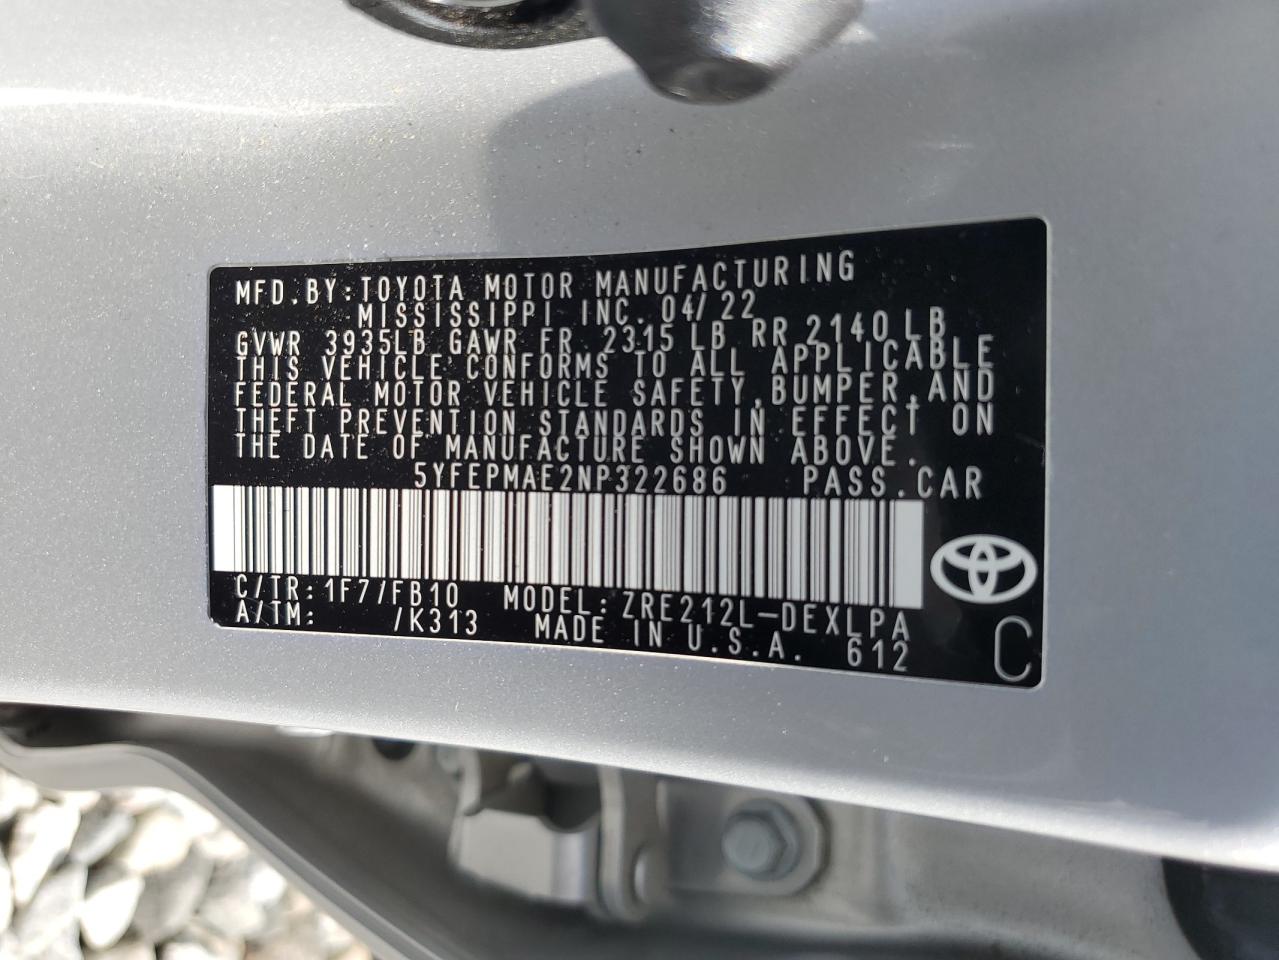 MFD.BY:TOYOTA MOTOR MANUFACTURING
MISSISSIPPI INC. 04/22
GVWR 3935LB GAWR FR 2315 LB RR 2140 LB
THIS VEHICLE CONFORMS TO ALL APPLICABLE
FEDERAL MOTOR VEHICLE SAFETY,BUMPER,AND
THEFT PREVENTION STANDARDS IN EFFECT ON
THE DATE OF MANUFACTURE SHOWN ABOVE.
5YFEPMAE2NP322686 PASS.CAR
C/TR:1F7/FB10 MODEL:ZRE212L-DEXLPA
A/TM: /K313 MADE IN U.S.A. 612
C